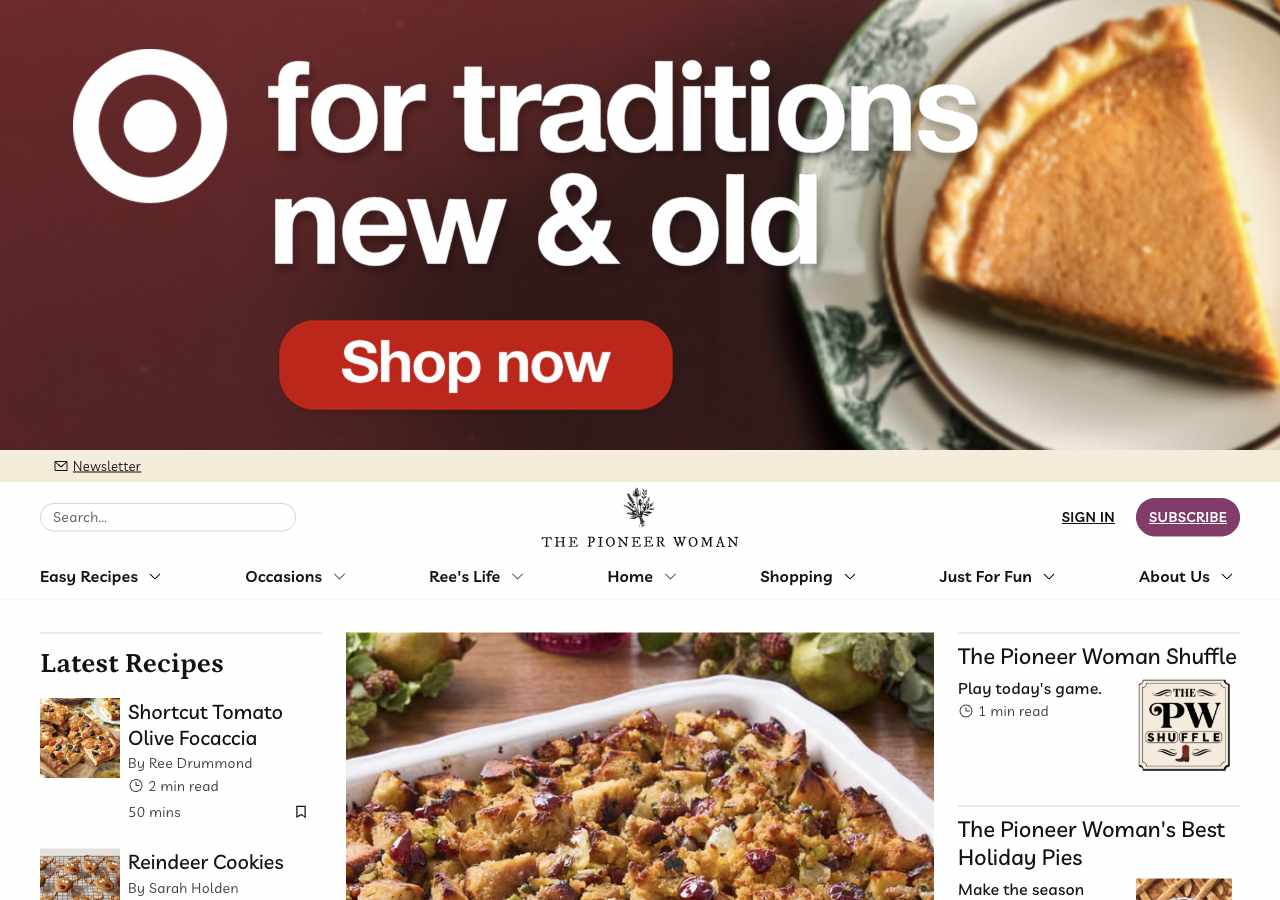 for traditions
new & old
Shop now
Newsletter
Search...
THE PIONEER WOMAN
SIGN IN
SUBSCRIBE
Easy Recipes
Occasions
Ree's Life
Home
Shopping
Just For Fun
About Us
Latest Recipes
Shortcut Tomato
Olive Focaccia
By Ree Drummond
2 min read
50 mins
Reindeer Cookies
By Sarah Holden
The Pioneer Woman Shuffle
Play today's game.
1 min read
THE
PW
SHUFFLE
The Pioneer Woman's Best
Holiday Pies
Make the season